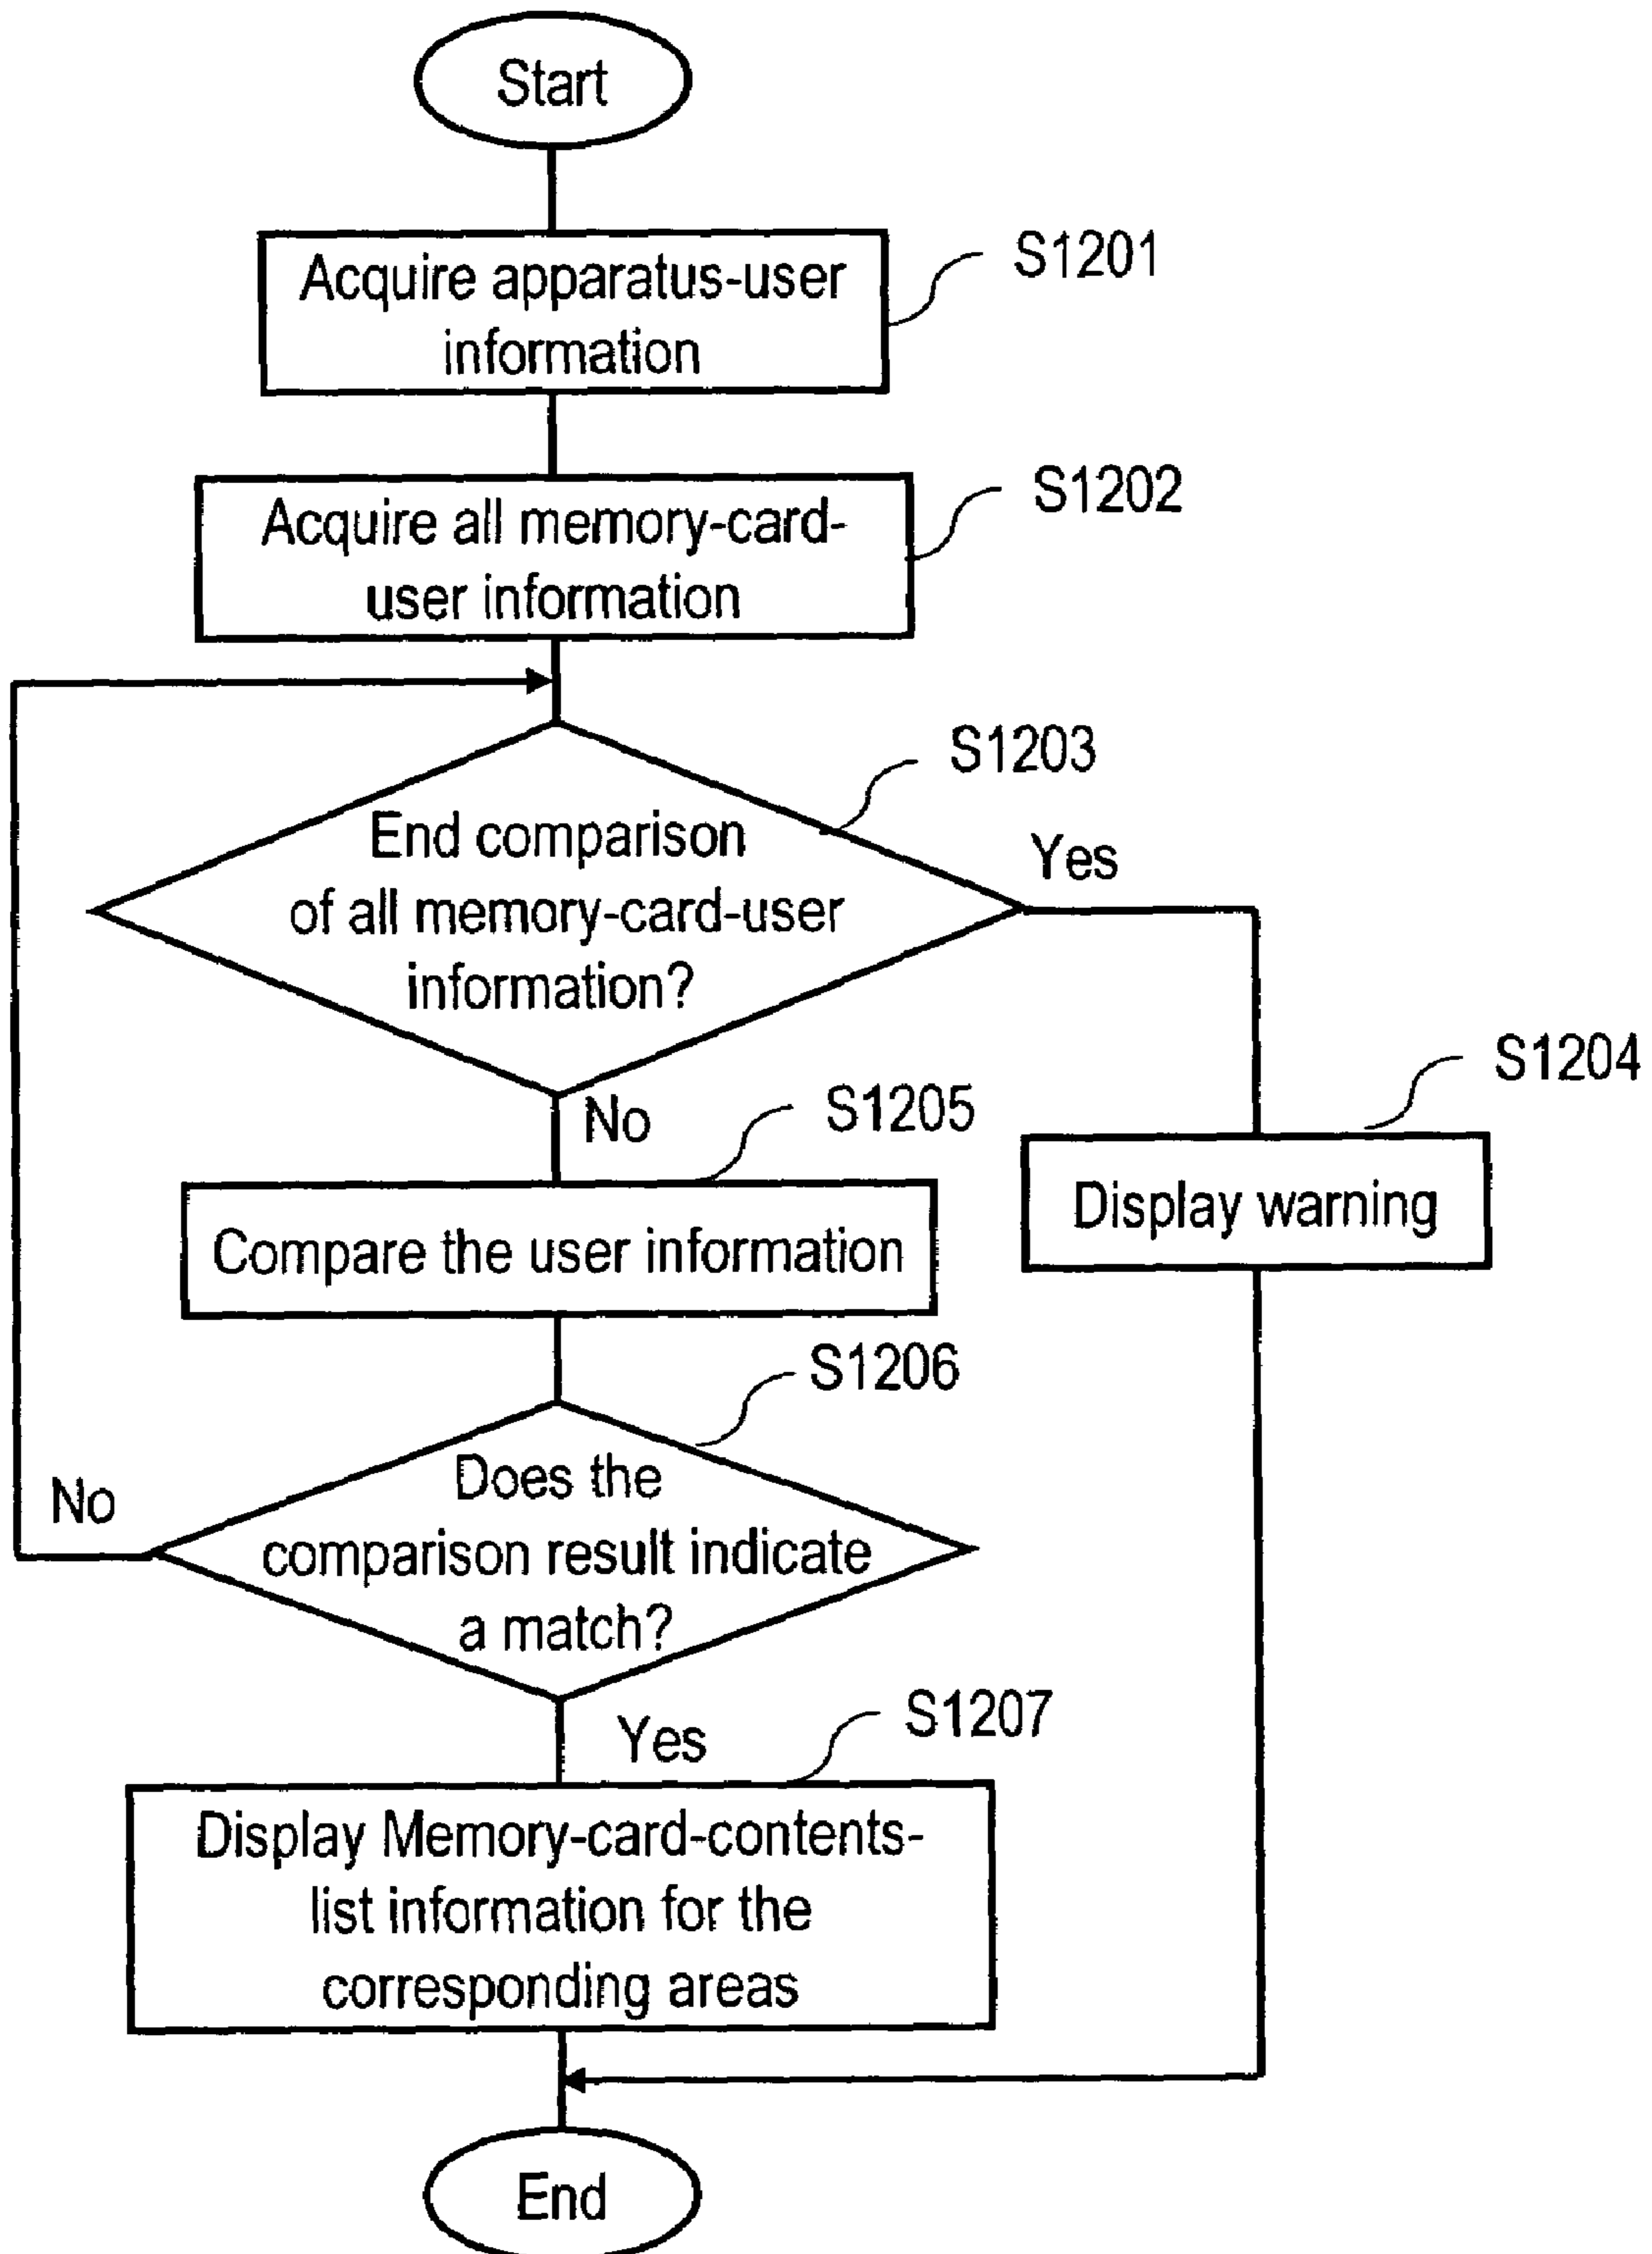 Start
Acquire apparatus-user
information
S1201
Acquire all memory-card-
user information
S1202
End comparison
of all memory-card-user
information?
S1203
Yes
No
S1204
Display warning
S1205
Compare the user information
S1206
Does the
comparison result indicate
a match?
No
Yes
S1207
Display Memory-card-contents-
list information for the
corresponding areas
End